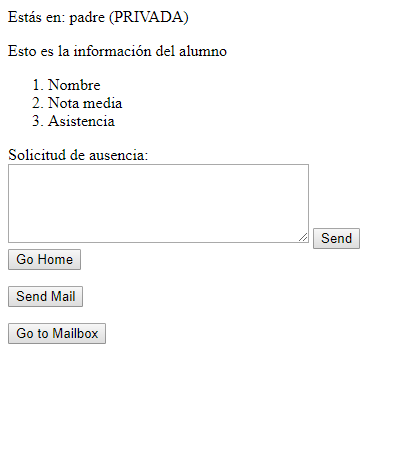 Estás en: padre (PRIVADA)
Esto es la información del alumno
1. Nombre
2. Nota media
3. Asistencia
Solicitud de ausencia:
Send
Go Home
Send Mail
Go to Mailbox